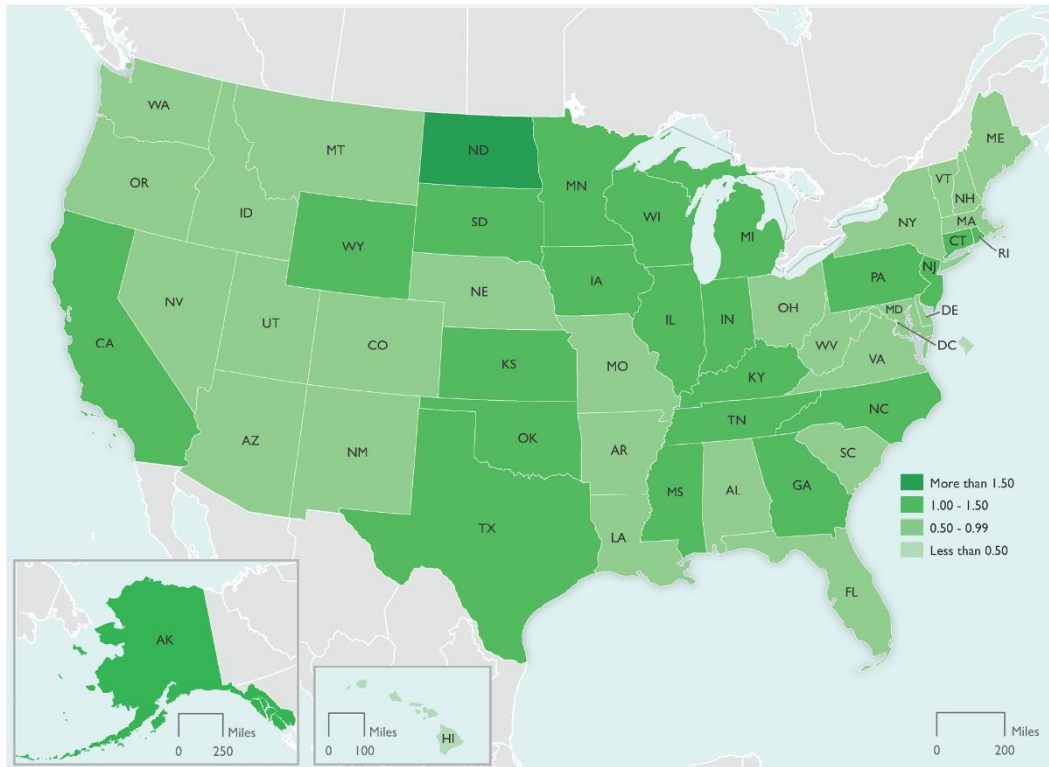 WA
MT
ND
MN
ME
OR
ID
SD
WI
MI
VT
NH
NY
MA
WY
CT
RI
IA
NE
PA
NJ
NV
UT
CO
IL
IN
OH
MD
DE
CA
KS
MO
WV
VA
DC
KY
AZ
NM
OK
AR
TN
NC
SC
TX
LA
MS
AL
GA
FL
More than 1.50
1.00 - 1.50
0.50 - 0.99
Less than 0.50
AK
Miles
0 250
Miles
0 100
HI
Miles
0 200